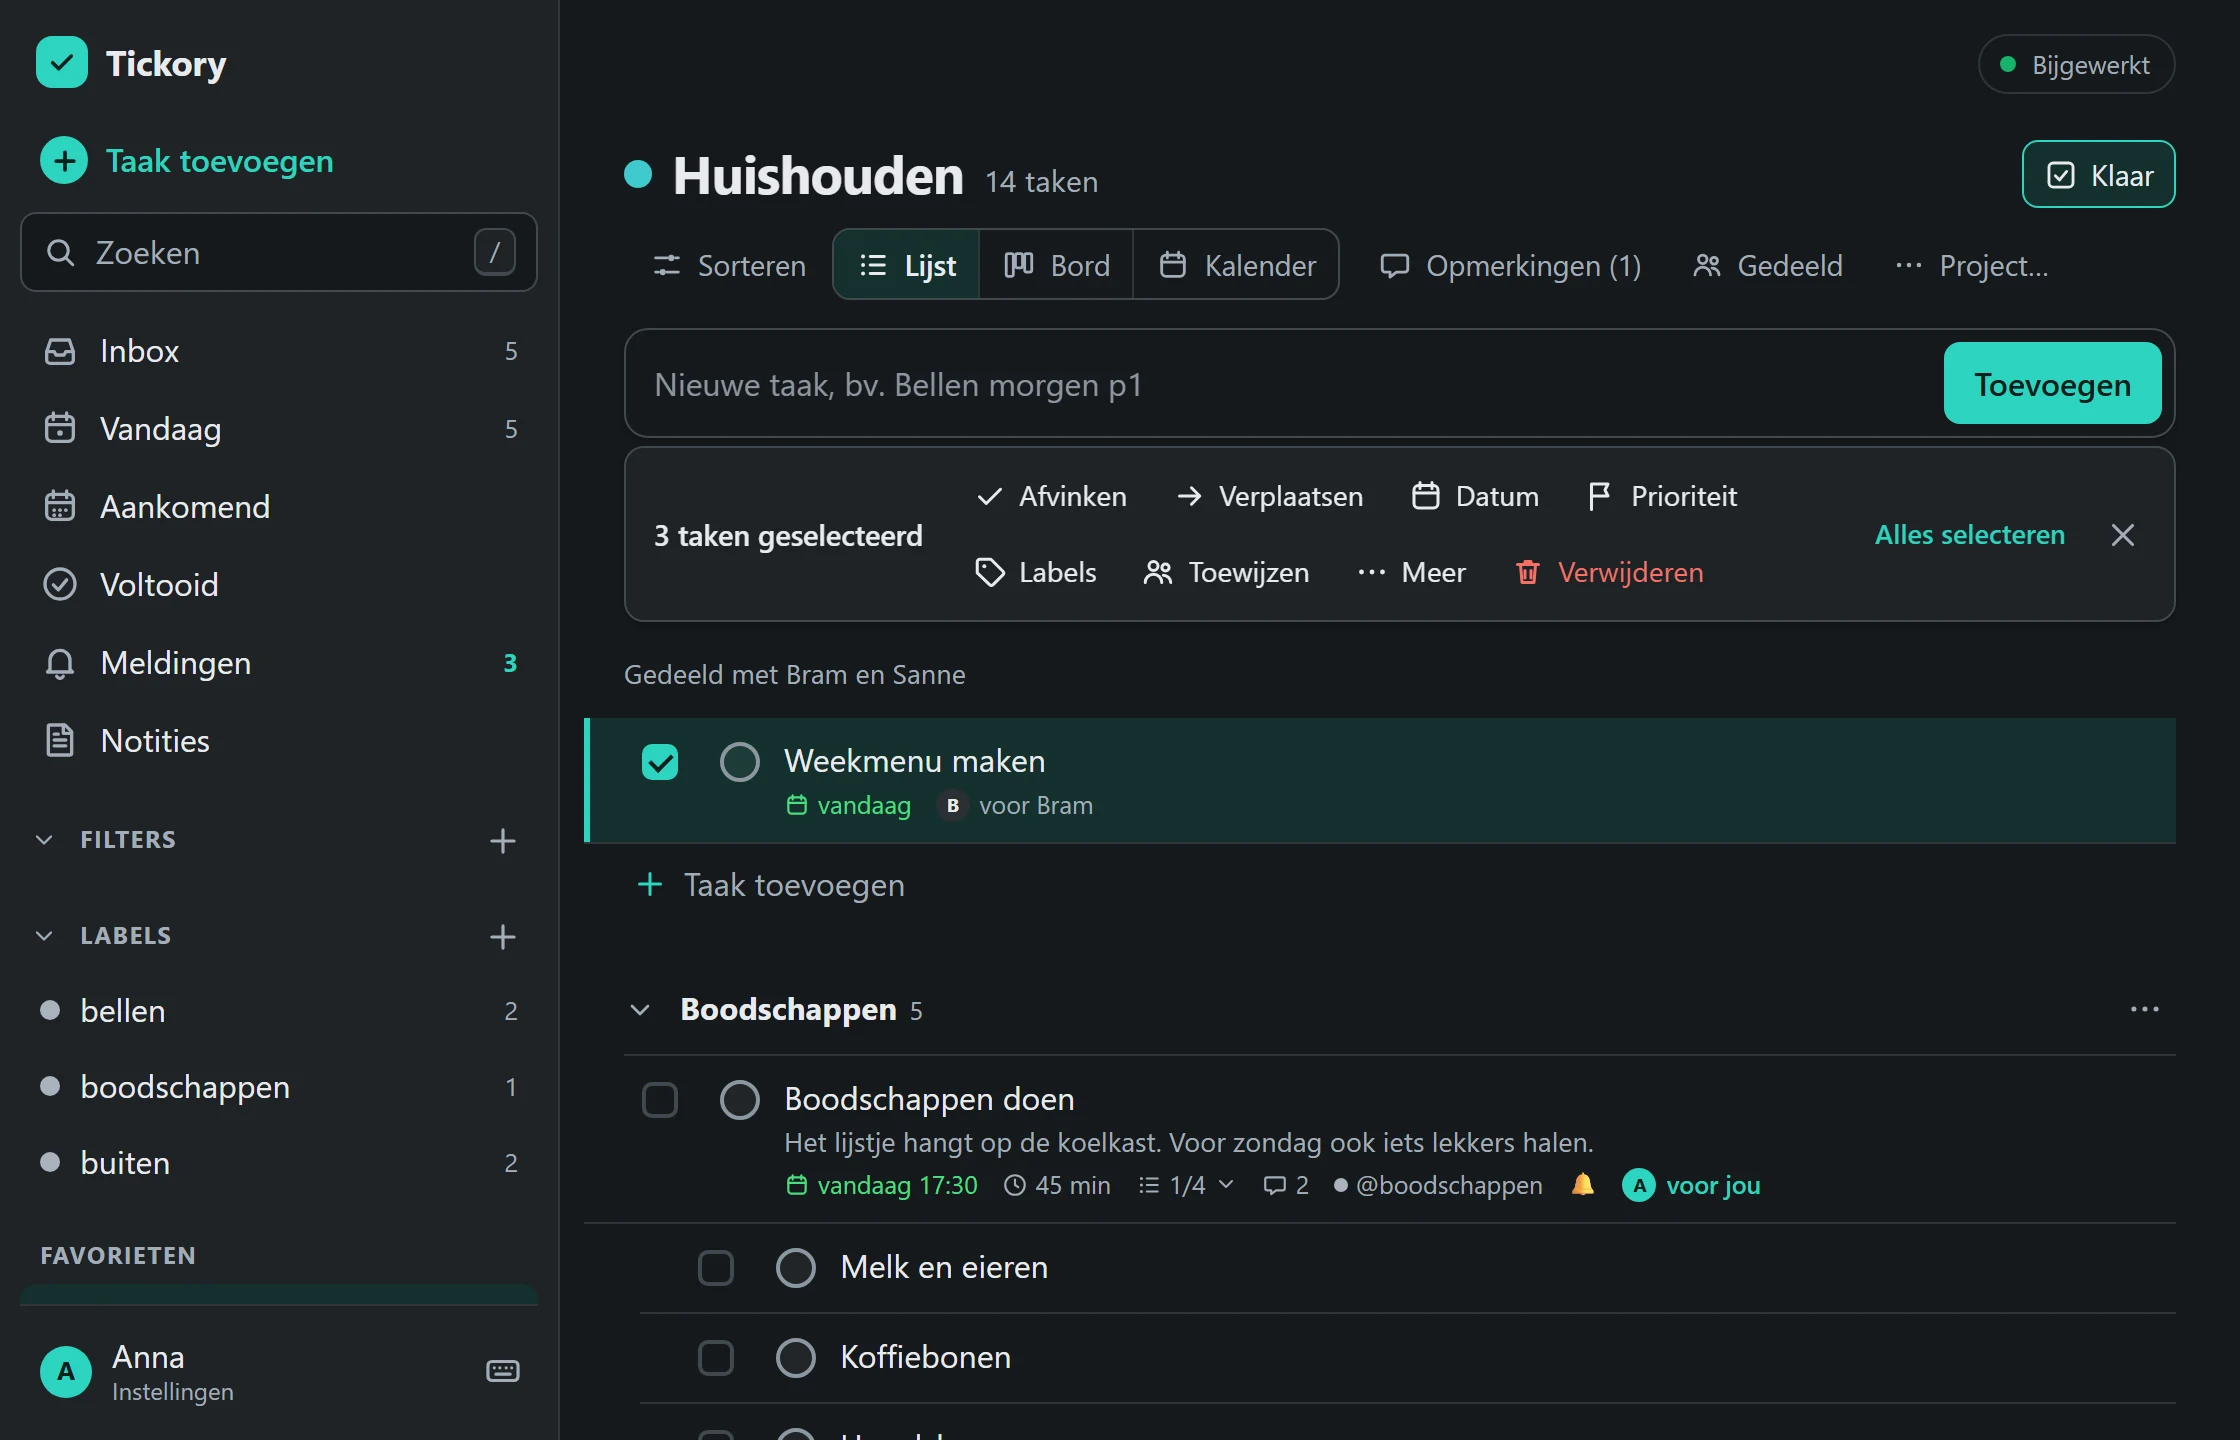 Tickory
Taak toevoegen
Zoeken /
Inbox 5
Vandaag 5
Aankomend
Voltooid
Meldingen 3
Notities
FILTERS
LABELS
bellen 2
boodschappen 1
buiten 2
FAVORIETEN
A Anna
Instellingen
Bijgewerkt
Huishouden 14 taken
Klaar
Sorteren Lijst Bord Kalender Opmerkingen (1) Gedeeld Project...
Nieuwe taak, bv. Bellen morgen p1 Toevoegen
3 taken geselecteerd
Afvinken Verplaatsen Datum Prioriteit
Labels Toewijzen Meer Verwijderen
Alles selecteren
Gedeeld met Bram en Sanne
Weekmenu maken
vandaag B voor Bram
Taak toevoegen
Boodschappen 5
Boodschappen doen
Het lijstje hangt op de koelkast. Voor zondag ook iets lekkers halen.
vandaag 17:30 45 min 1/4 2 @boodschappen A voor jou
Melk en eieren
Koffiebonen